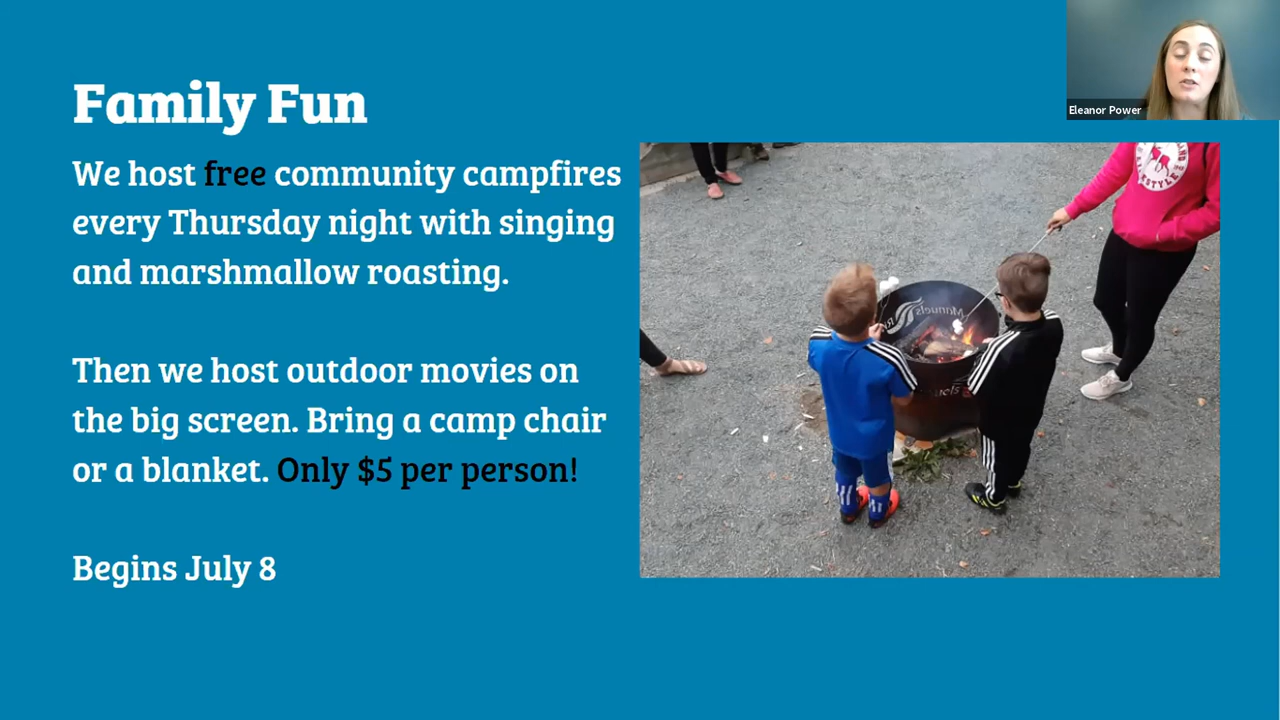 Family Fun
We host free community campfires
every Thursday night with singing
and marshmallow roasting.
Then we host outdoor movies on
the big screen. Bring a camp chair
or a blanket. Only $5 per person!
Begins July 8
Eleanor Power
Manuels